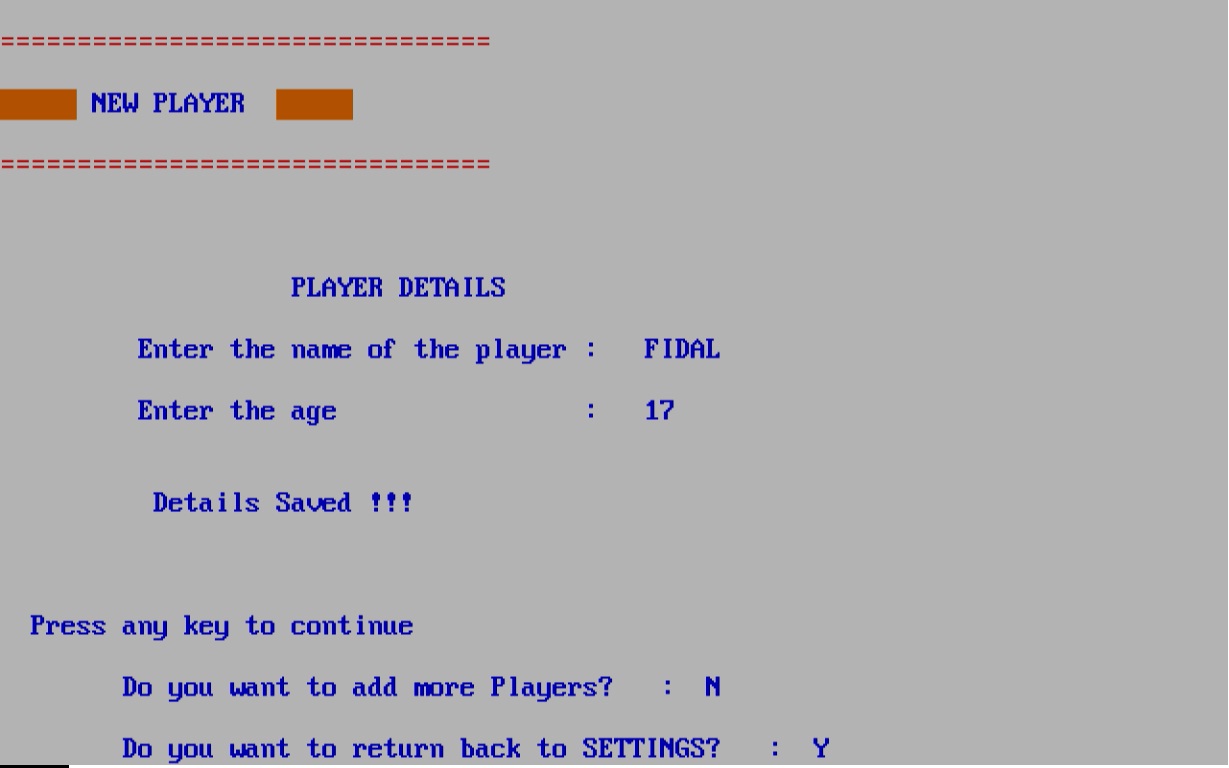 ================================
NEW PLAYER
================================
PLAYER DETAILS
Enter the name of the player :   FIDAL
Enter the age                :   17
Details Saved !!!
Press any key to continue
Do you want to add more Players?   :  N
Do you want to return back to SETTINGS?   :  Y